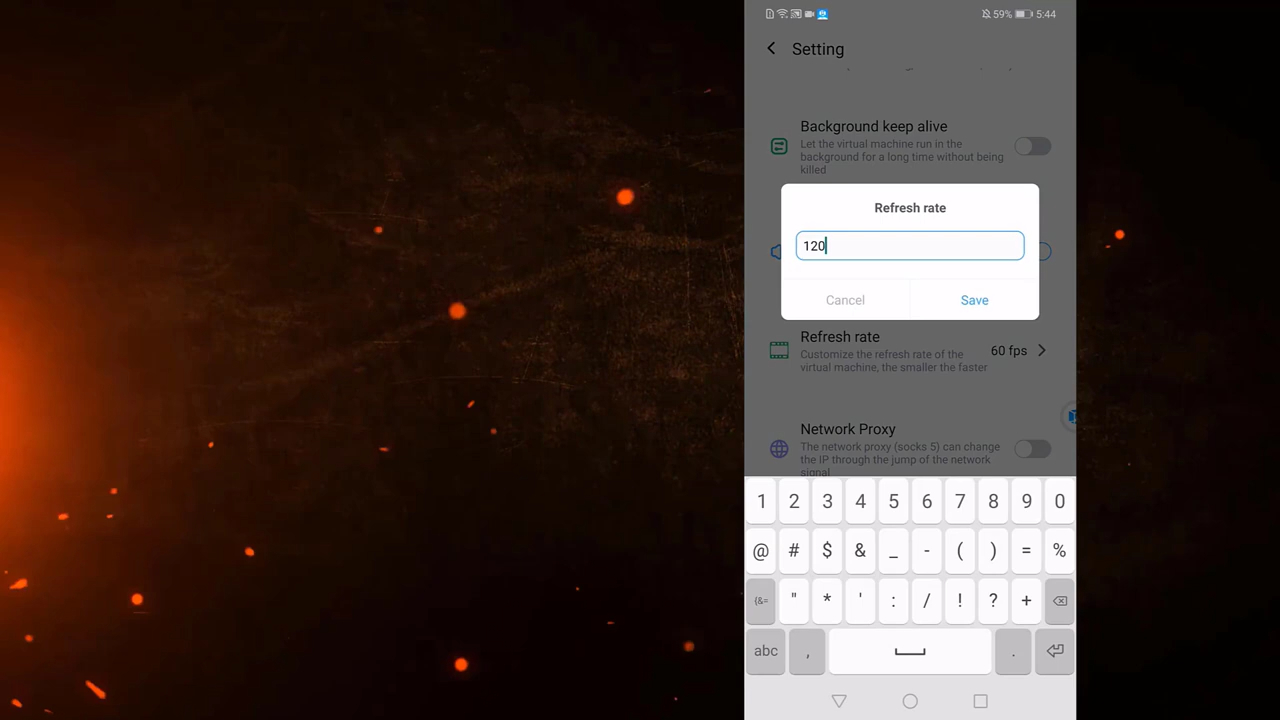 59% 5:44
Setting
Background keep alive
Let the virtual machine run in the
background for a long time without being
killed
Refresh rate
120
Cancel
Save
Refresh rate
Customize the refresh rate of the
virtual machine, the smaller the faster
60 fps
Network Proxy
The network proxy (socks 5) can change
the IP through the jump of the network
signal
1 2 3 4 5 6 7 8 9 0
@ # $ & _ - ( ) = %
{&= " * ' : / ! ? +
abc , .